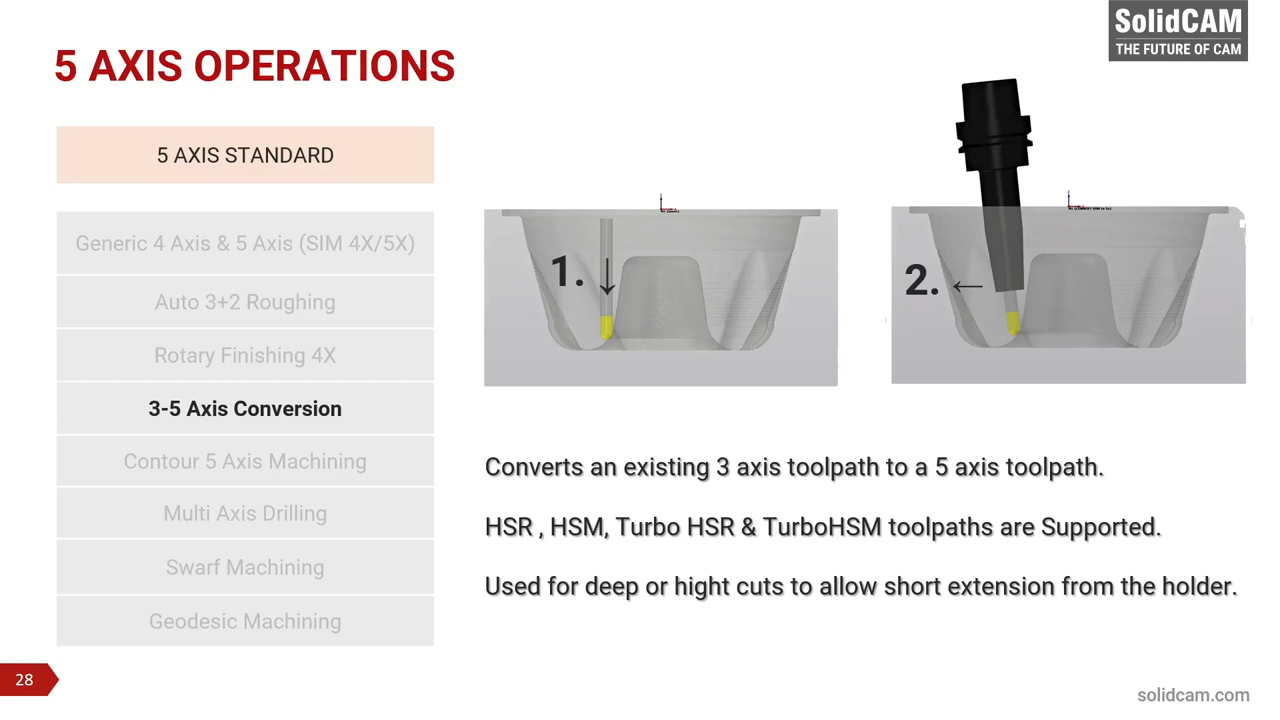 SolidCAM
THE FUTURE OF CAM
5 AXIS OPERATIONS
5 AXIS STANDARD
Generic 4 Axis & 5 Axis (SIM 4X/5X)
Auto 3+2 Roughing
Rotary Finishing 4X
3-5 Axis Conversion
Contour 5 Axis Machining
Multi Axis Drilling
Swarf Machining
Geodesic Machining
1.
2.
Converts an existing 3 axis toolpath to a 5 axis toolpath.
HSR , HSM, Turbo HSR & TurboHSM toolpaths are Supported.
Used for deep or hight cuts to allow short extension from the holder.
28
solidcam.com